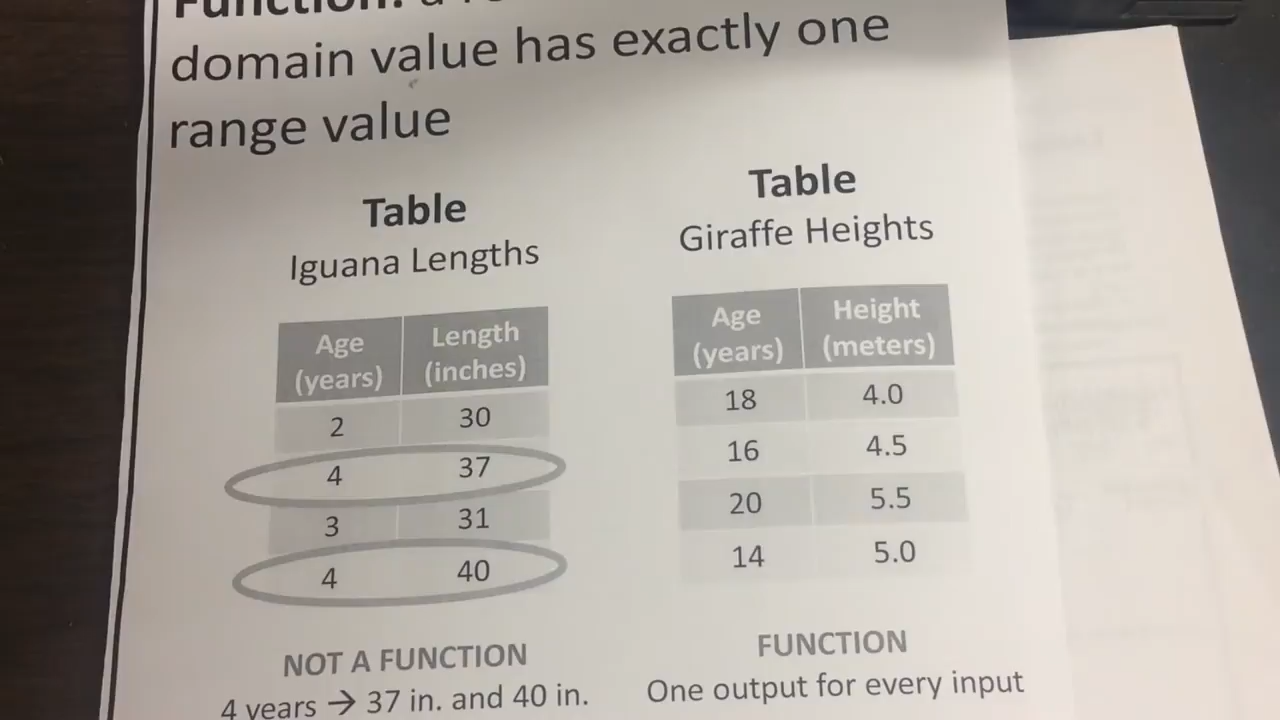 Function:
domain value has exactly one
range value
Table
Iguana Lengths
Age
(years)
Length
(inches)
2 30
4 37
3 31
4 40
NOT A FUNCTION
4 years → 37 in. and 40 in.
Table
Giraffe Heights
Age
(years)
Height
(meters)
18 4.0
16 4.5
20 5.5
14 5.0
FUNCTION
One output for every input